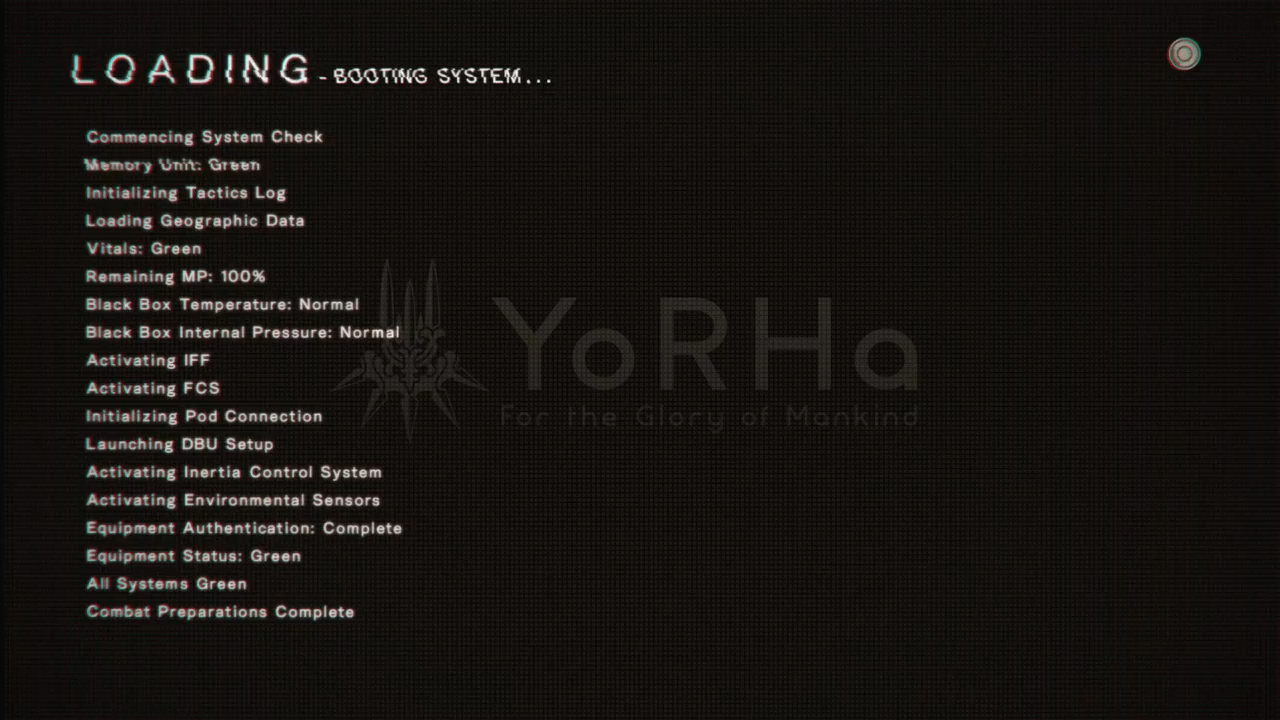 LOADING - BOOTING SYSTEM...
Commencing System Check
Memory Unit: Green
Initializing Tactics Log
Loading Geographic Data
Vitals: Green
Remaining MP: 100%
Black Box Temperature: Normal
Black Box Internal Pressure: Normal
Activating IFF
Activating FCS
Initializing Pod Connection
Launching DBU Setup
Activating Inertia Control System
Activating Environmental Sensors
Equipment Authentication: Complete
Equipment Status: Green
All Systems Green
Combat Preparations Complete
YoRHa
For the Glory of Mankind